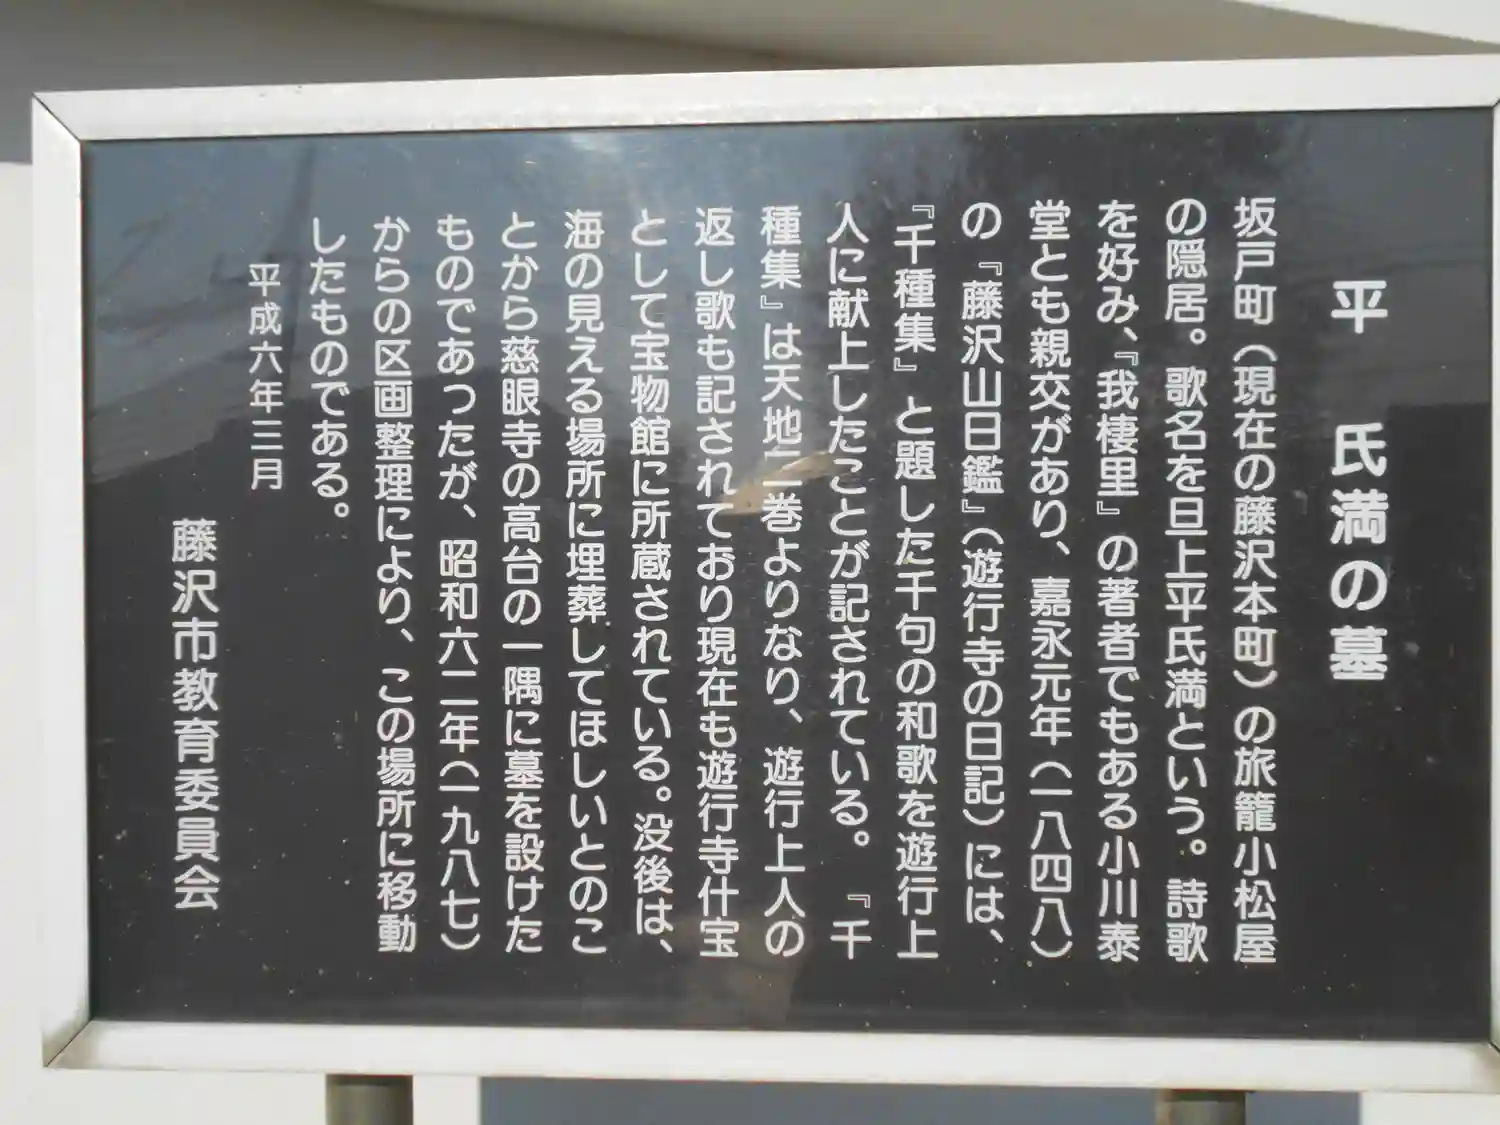 平　氏満の墓
坂戸町（現在の藤沢本町）の旅籠小松屋
の隠居。歌名を旦上平氏満という。詩歌
を好み、『我棲里』の著者でもある小川泰
堂とも親交があり、嘉永元年（一八四八）
の『藤沢山日鑑』（遊行寺の日記）には、
『千種集』と題した千句の和歌を遊行上
人に献上したことが記されている。『千
種集』は天地二巻よりなり、遊行上人の
返し歌も記されており現在も遊行寺什宝
として宝物館に所蔵されている。没後は、
海の見える場所に埋葬してほしいとのこ
とから慈眼寺の高台の一隅に墓を設けた
ものであったが、昭和六二年（一九八七）
からの区画整理により、この場所に移動
したものである。
平成六年三月
藤沢市教育委員会